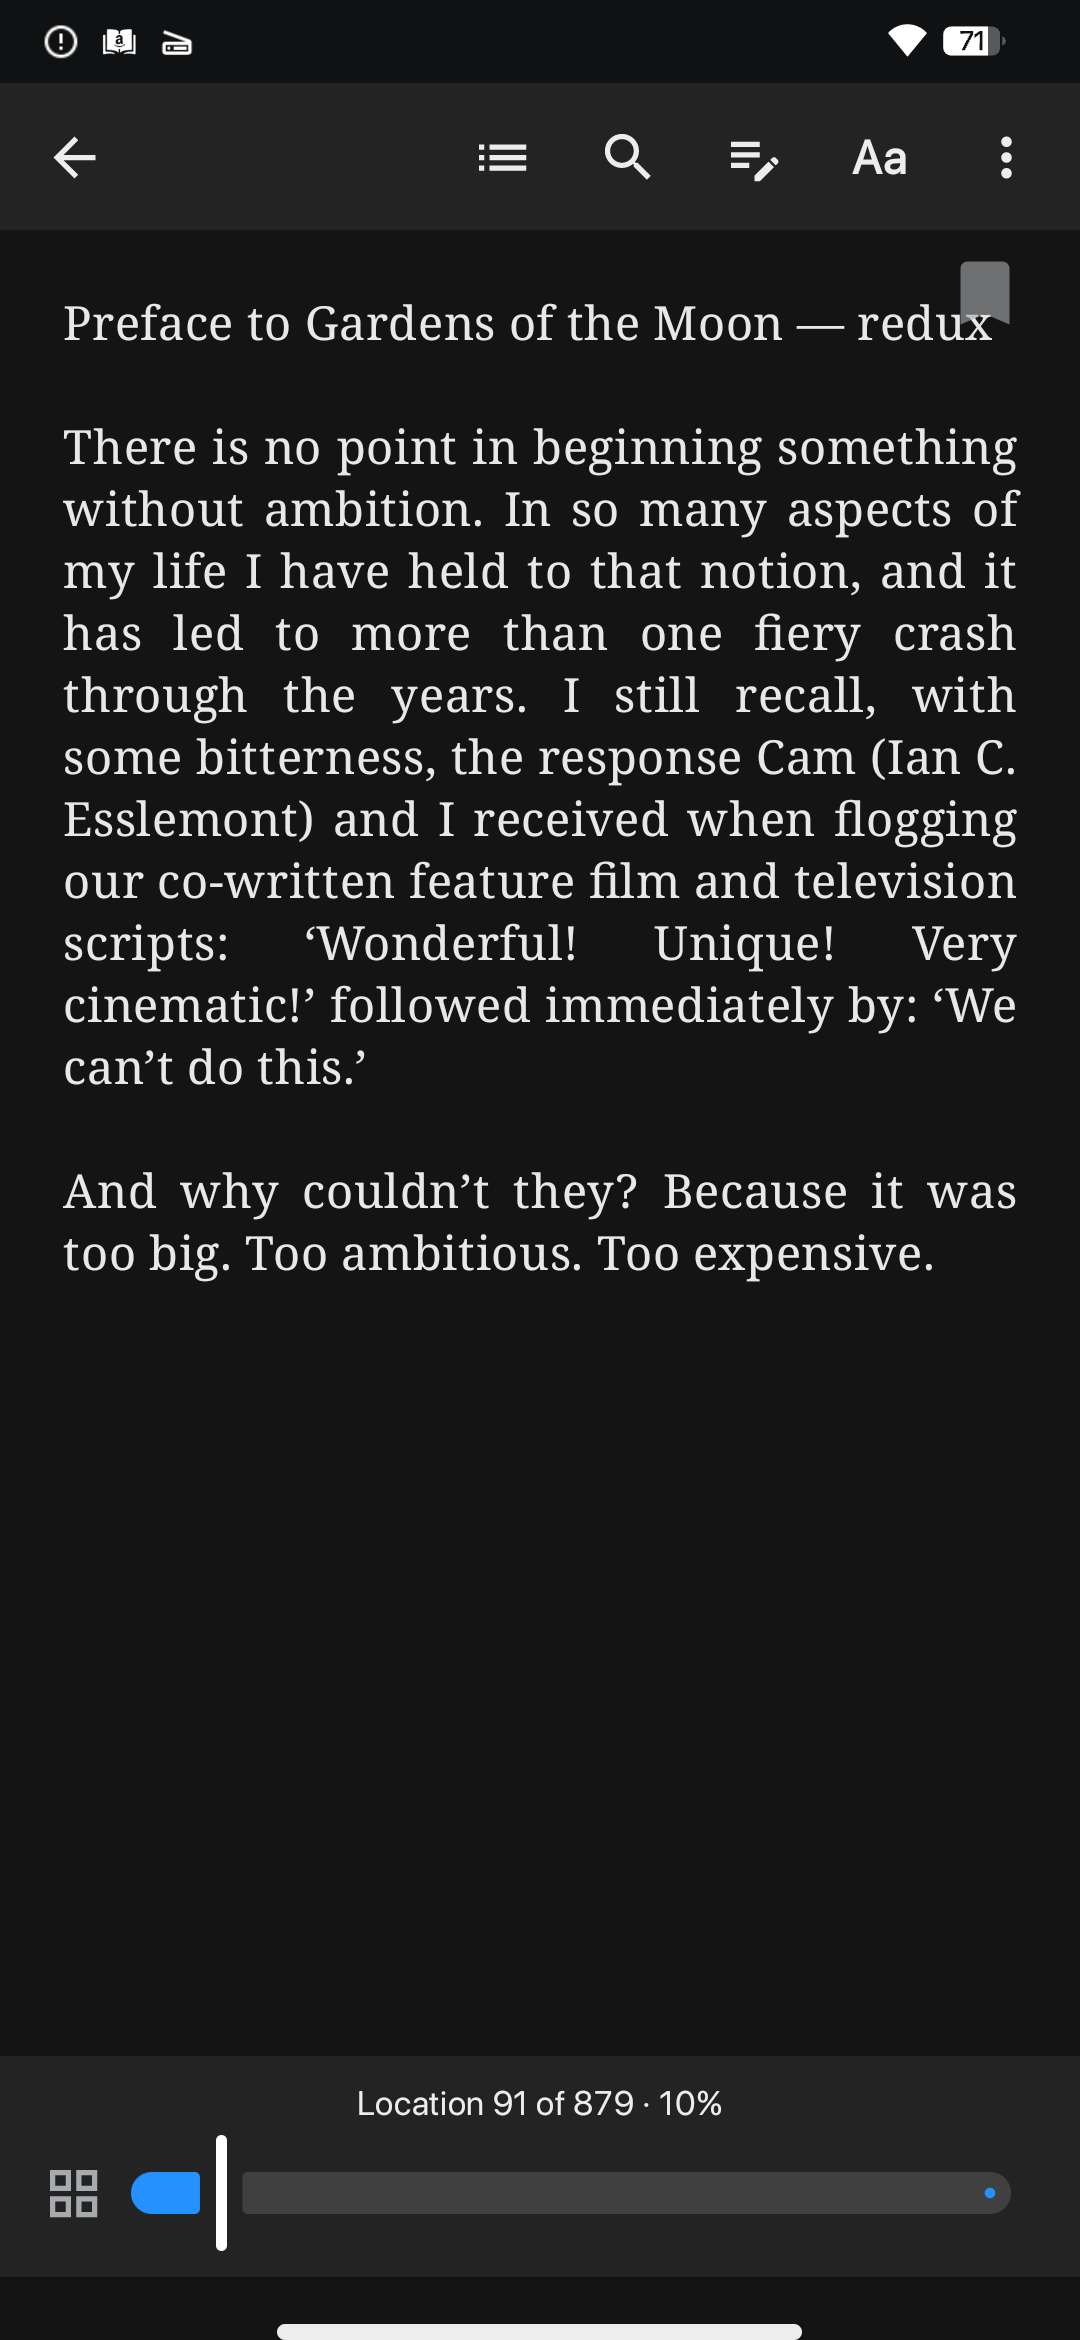 71
Aa
Preface to Gardens of the Moon — redux
There is no point in beginning something
without ambition. In so many aspects of
my life I have held to that notion, and it
has led to more than one fiery crash
through the years. I still recall, with
some bitterness, the response Cam (Ian C.
Esslemont) and I received when flogging
our co-written feature film and television
scripts: ‘Wonderful! Unique! Very
cinematic!’ followed immediately by: ‘We
can’t do this.’
And why couldn’t they? Because it was
too big. Too ambitious. Too expensive.
Location 91 of 879 · 10%